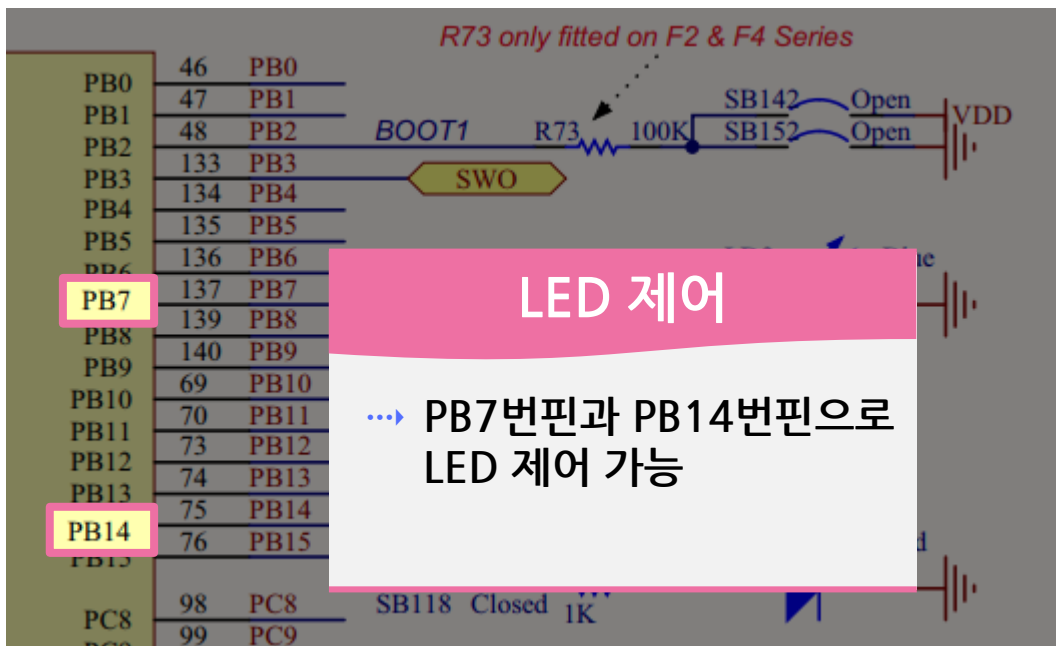 R73 only fitted on F2 & F4 Series
PB0 46 PB0
PB1 47 PB1 SB142 Open VDD
PB2 48 PB2 BOOT1 R73 100K SB152 Open
PB3 133 PB3 SWO
PB4 134 PB4
PB5 135 PB5
PB6 136 PB6
PB7 137 PB7
PB8 139 PB8
PB9 140 PB9
PB10 69 PB10
PB11 70 PB11
PB12 73 PB12
PB13 74 PB13
PB14 75 PB14
PB15 76 PB15
PC8 98 PC8 SB118 Closed 1K
99 PC9
LED 제어
PB7번핀과 PB14번핀으로
LED 제어 가능